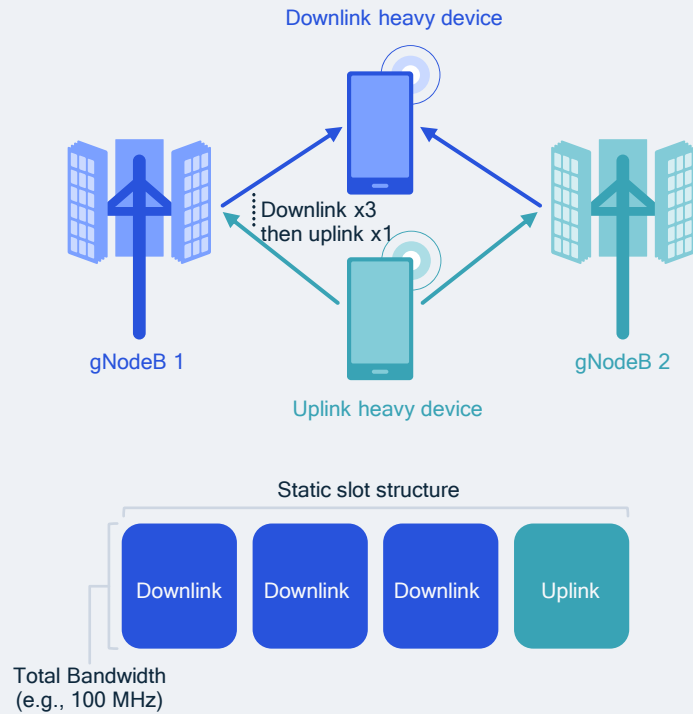 Downlink heavy device
Downlink x3
then uplink x1
gNodeB 1
gNodeB 2
Uplink heavy device
Static slot structure
Downlink
Downlink
Downlink
Uplink
Total Bandwidth
(e.g., 100 MHz)